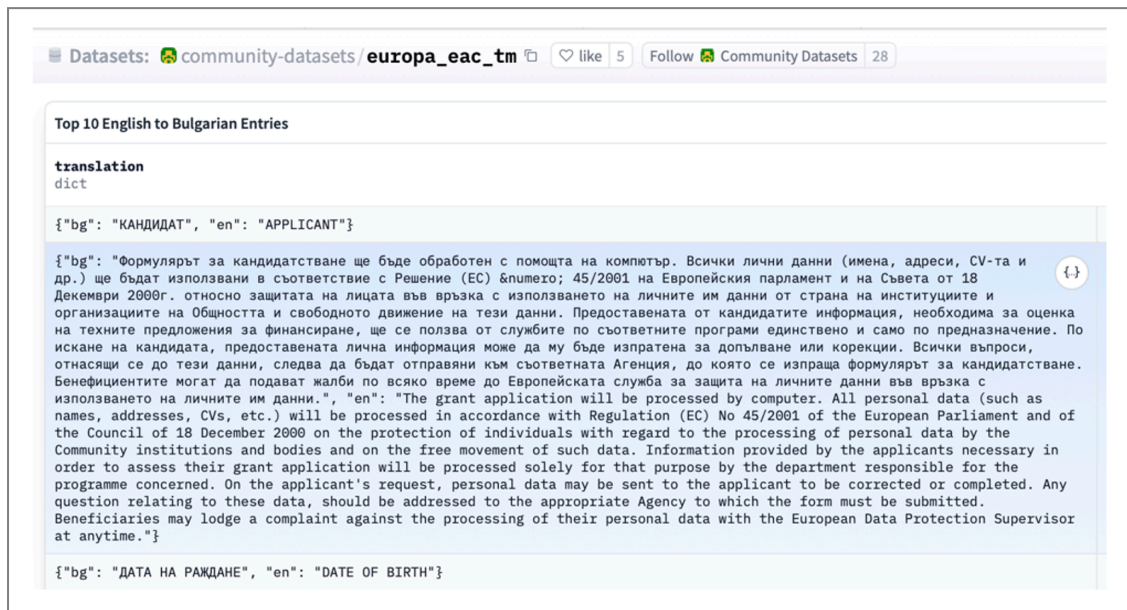 Datasets: community-datasets/europa_eac_tm like 5 Follow Community Datasets 28
Top 10 English to Bulgarian Entries
translation
dict
{"bg": "КАНДИДАТ", "en": "APPLICANT"}
{"bg": "Формулярът за кандидатстване ще бъде обработен с помощта на компютър. Всички лични данни (имена, адреси, CV-та и
др.) ще бъдат използвани в съответствие с Решение (ЕС) &numero; 45/2001 на Европейския парламент и на Съвета от 18
Декември 2000г. относно защитата на лицата във връзка с използването на личните им данни от страна на институциите и
организациите на Общността и свободното движение на тези данни. Предоставената от кандидатите информация, необходима за оценка
на техните предложения за финансиране, ще се ползва от службите по съответните програми единствено и само по предназначение. По
искане на кандидата, предоставената лична информация може да му бъде изпратена за допълване или корекции. Всички въпроси,
отнасящи се до тези данни, следва да бъдат отправяни към съответната Агенция, до която се изпраща формулярът за кандидатстване.
Бенефициентите могат да подават жалби по всяко време до Европейската служба за защита на личните данни във връзка с
използването на личните им данни.", "en": "The grant application will be processed by computer. All personal data (such as
names, addresses, CVs, etc.) will be processed in accordance with Regulation (EC) No 45/2001 of the European Parliament and of
the Council of 18 December 2000 on the protection of individuals with regard to the processing of personal data by the
Community institutions and bodies and on the free movement of such data. Information provided by the applicants necessary in
order to assess their grant application will be processed solely for that purpose by the department responsible for the
programme concerned. On the applicant's request, personal data may be sent to the applicant to be corrected or completed. Any
question relating to these data, should be addressed to the appropriate Agency to which the form must be submitted.
Beneficiaries may lodge a complaint against the processing of their personal data with the European Data Protection Supervisor
at anytime."}
{"bg": "ДАТА НА РАЖДАНЕ", "en": "DATE OF BIRTH"}